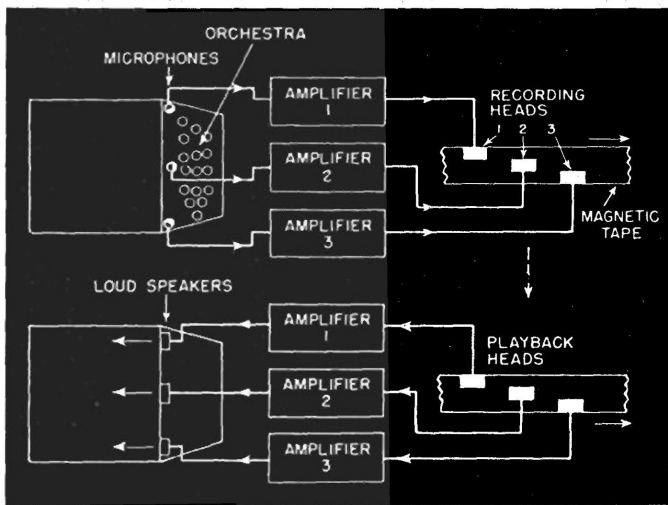 ORCHESTRA
MICROPHONES
AMPLIFIER
1
RECORDING
HEADS
1 2 3
AMPLIFIER
2
AMPLIFIER
3
MAGNETIC
TAPE
LOUD SPEAKERS
AMPLIFIER
1
PLAYBACK
HEADS
AMPLIFIER
2
AMPLIFIER
3